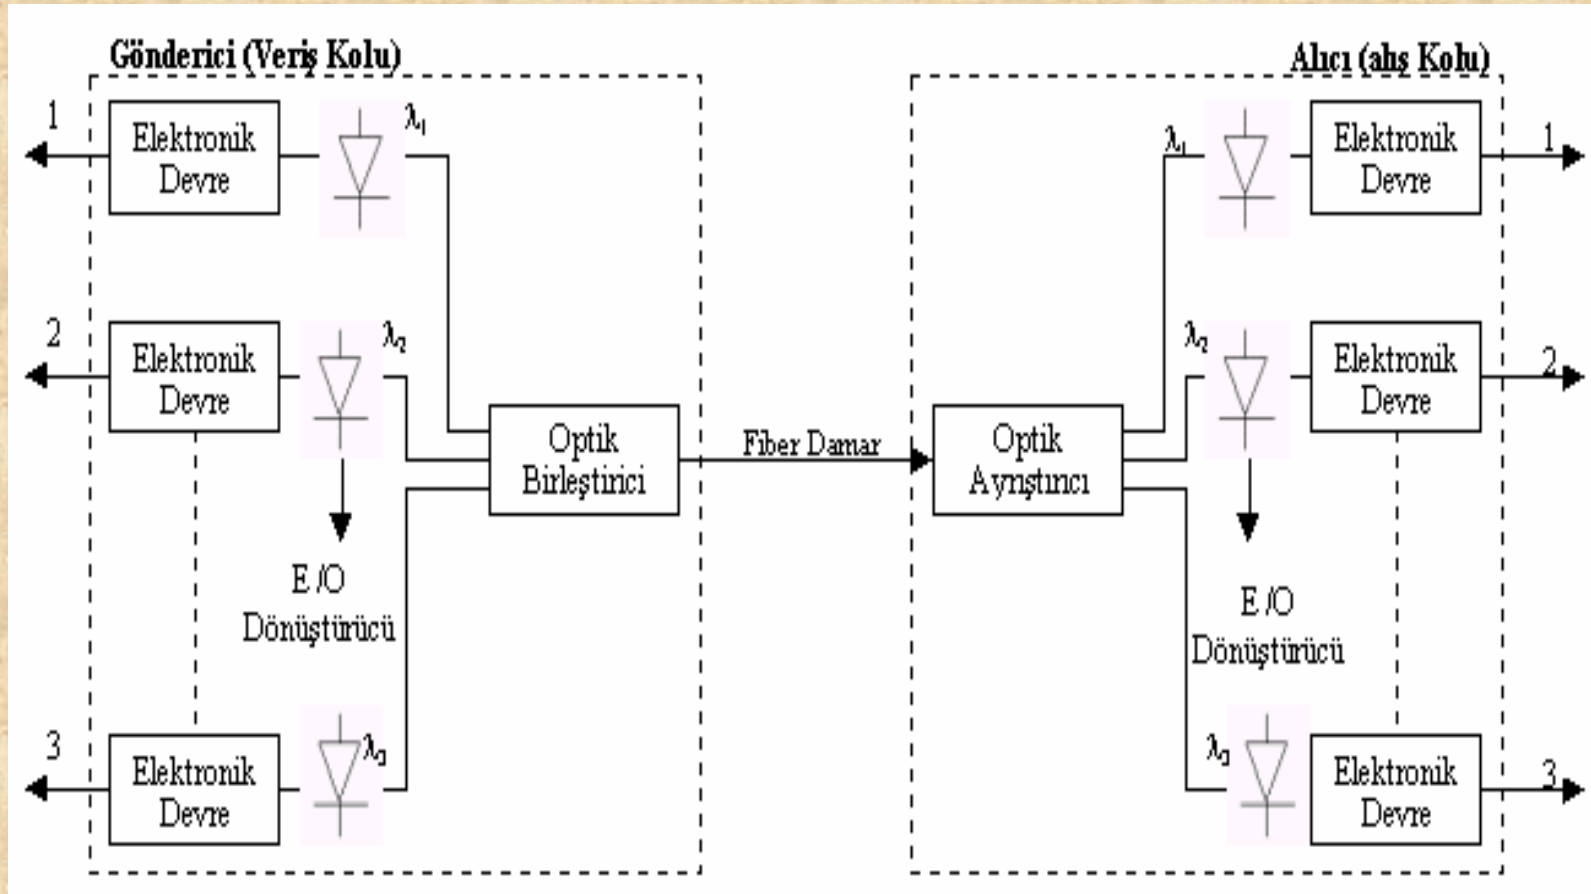 Gönderici (Veriş Kolu)
1
Elektronik
Devre
λ1
2
Elektronik
Devre
λ2
E /O
Dönüştürücü
3
Elektronik
Devre
λ3
Optik
Birleştirici
Fiber Damar
Alıcı (alış Kolu)
Optik
Ayrıştırıcı
λ1
Elektronik
Devre
1
λ2
Elektronik
Devre
2
E /O
Dönüştürücü
λ3
Elektronik
Devre
3